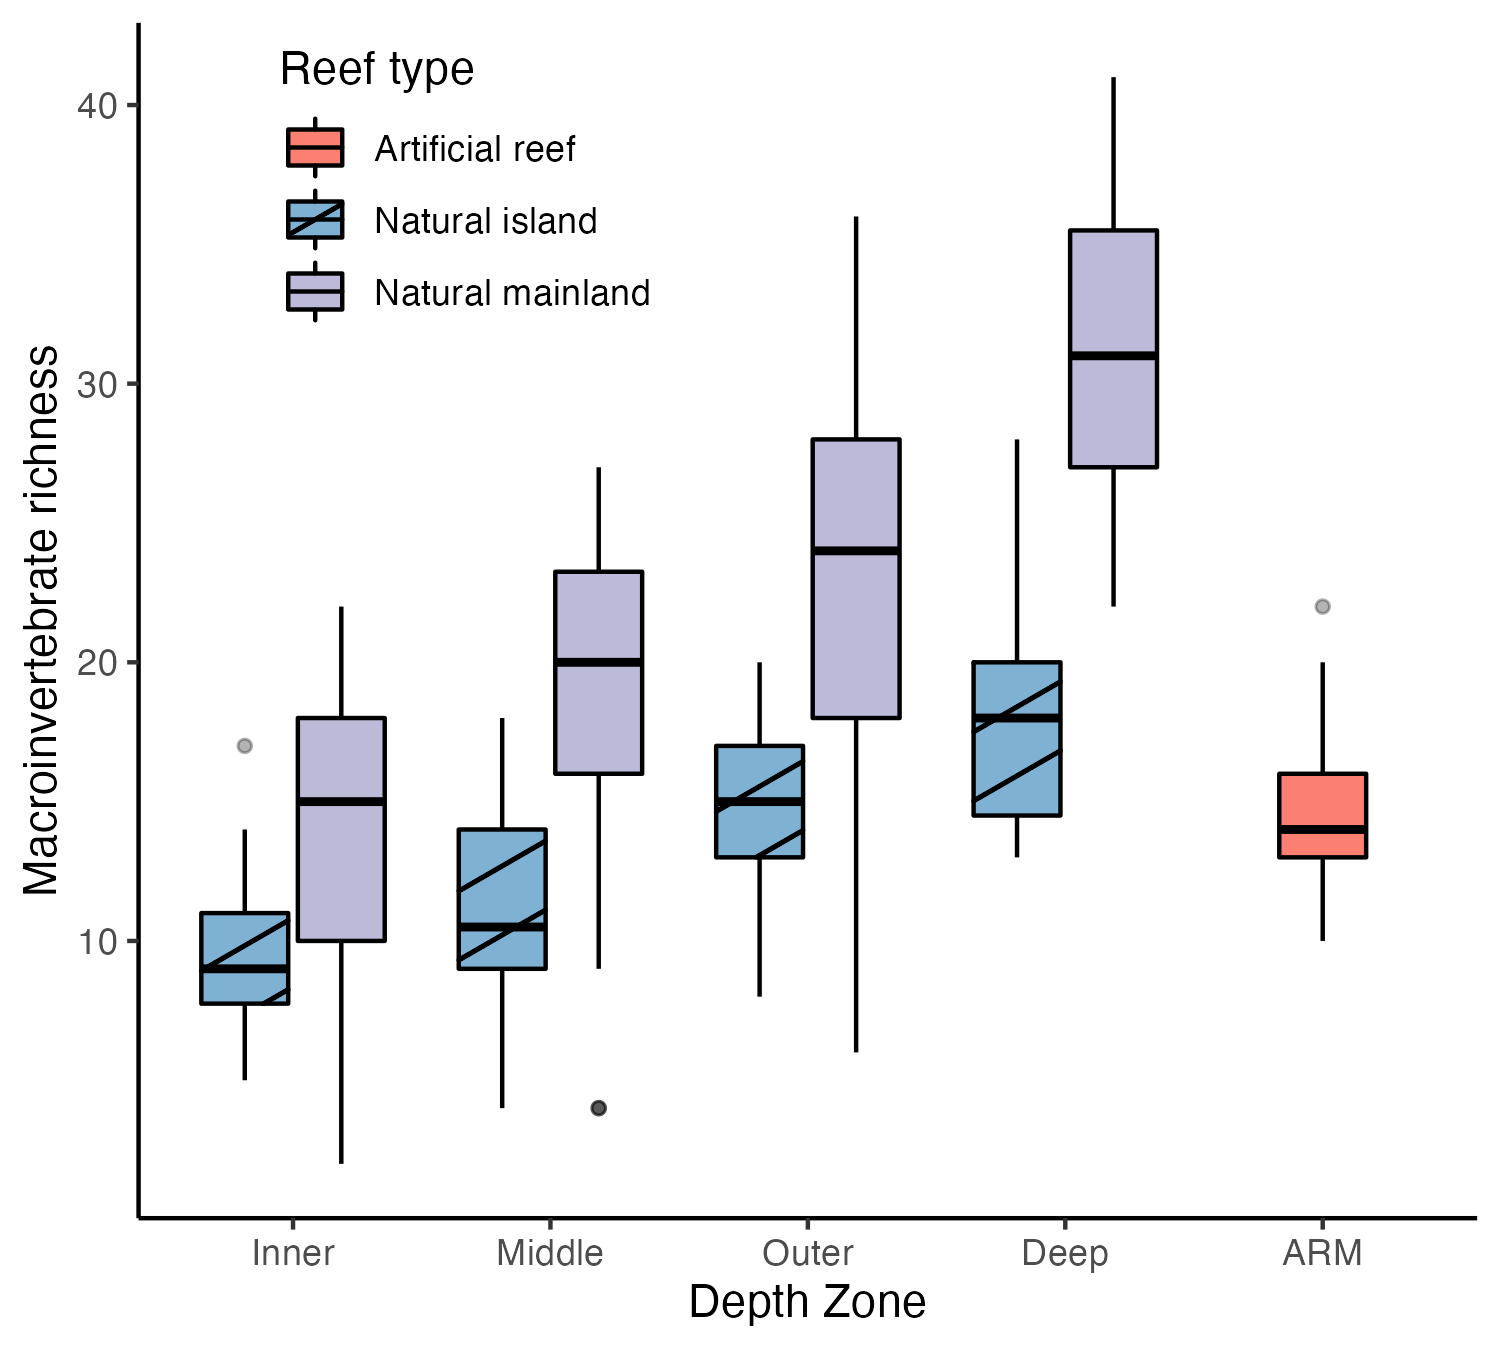 Reef type
Artificial reef
Natural island
Natural mainland
Macroinvertebrate richness
40
30
20
10
Inner Middle Outer Deep ARM
Depth Zone